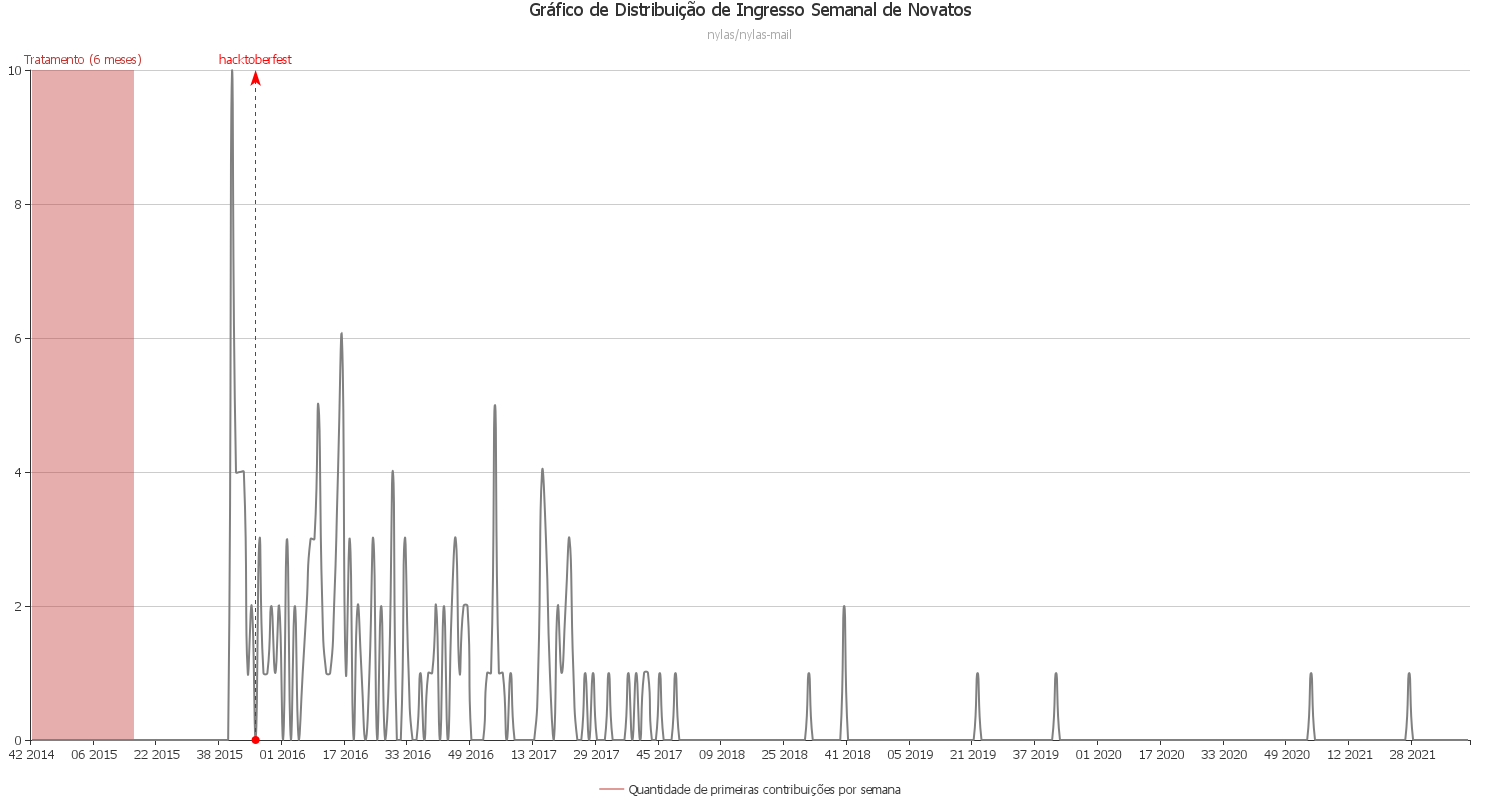 Gráfico de Distribuição de Ingresso Semanal de Novatos
nylas/nylas-mail
Tratamento (6 meses)
hacktoberfest
10
8
6
4
2
0
42 2014 06 2015 22 2015 38 2015 01 2016 17 2016 33 2016 49 2016 13 2017 29 2017 45 2017 09 2018 25 2018 41 2018 05 2019 21 2019 37 2019 01 2020 17 2020 33 2020 49 2020 12 2021 28 2021
Quantidade de primeiras contribuições por semana